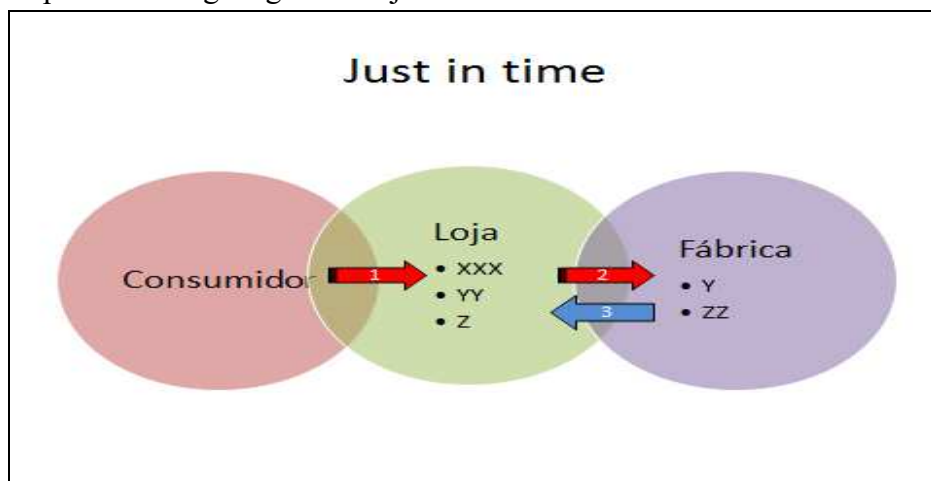 Just in time
Consumidor
1
Loja
• XXX
• YY
• Z
2
3
Fábrica
• Y
• ZZ